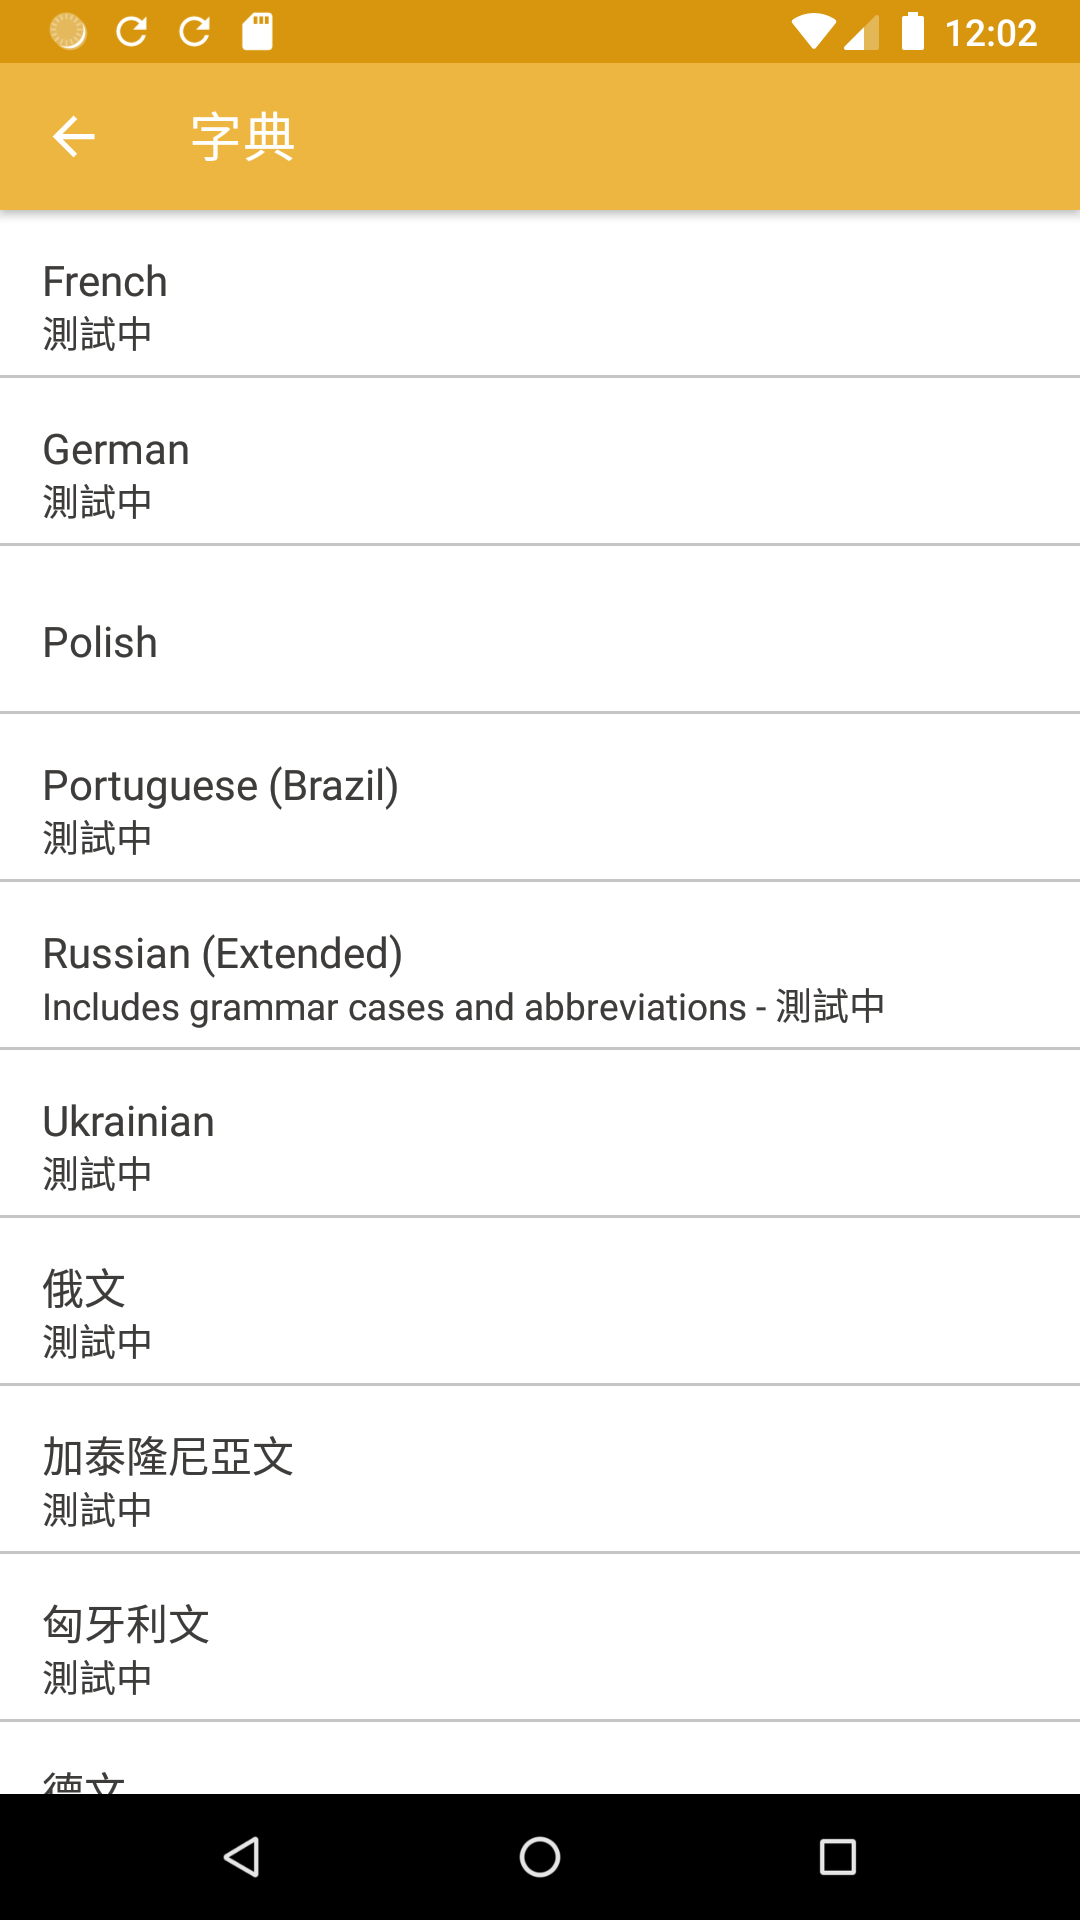 12:02
字典
French
測試中
German
測試中
Polish
Portuguese (Brazil)
測試中
Russian (Extended)
Includes grammar cases and abbreviations - 測試中
Ukrainian
測試中
俄文
測試中
加泰隆尼亞文
測試中
匈牙利文
測試中
德文